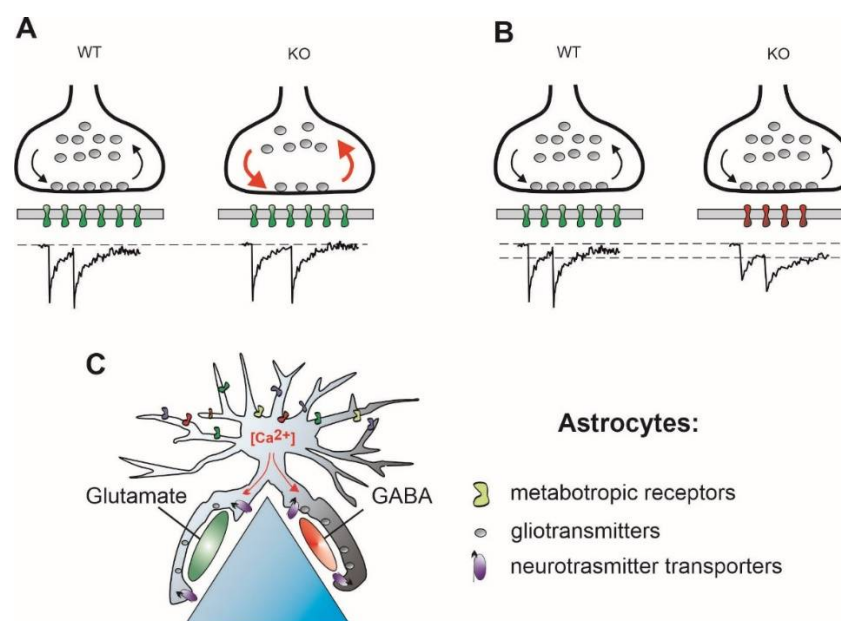 A
WT
KO
B
WT
KO
C
[Ca2+]
Glutamate
GABA
Astrocytes:
metabotropic receptors
gliotransmitters
neurotrasmitter transporters